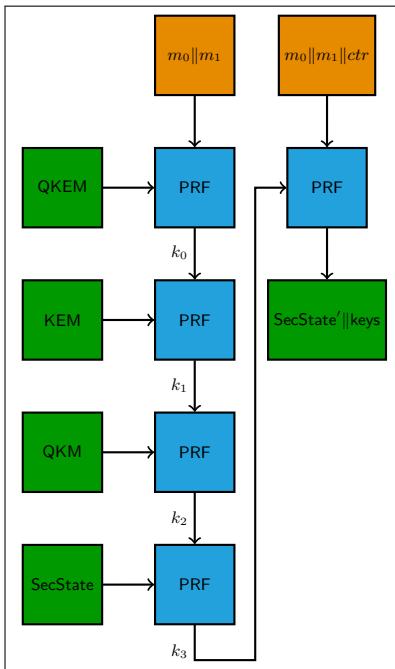 m₀∥m₁
m₀∥m₁∥ctr
QKEM
PRF
PRF
k₀
KEM
PRF
SecState′∥keys
k₁
QKM
PRF
k₂
SecState
PRF
k₃